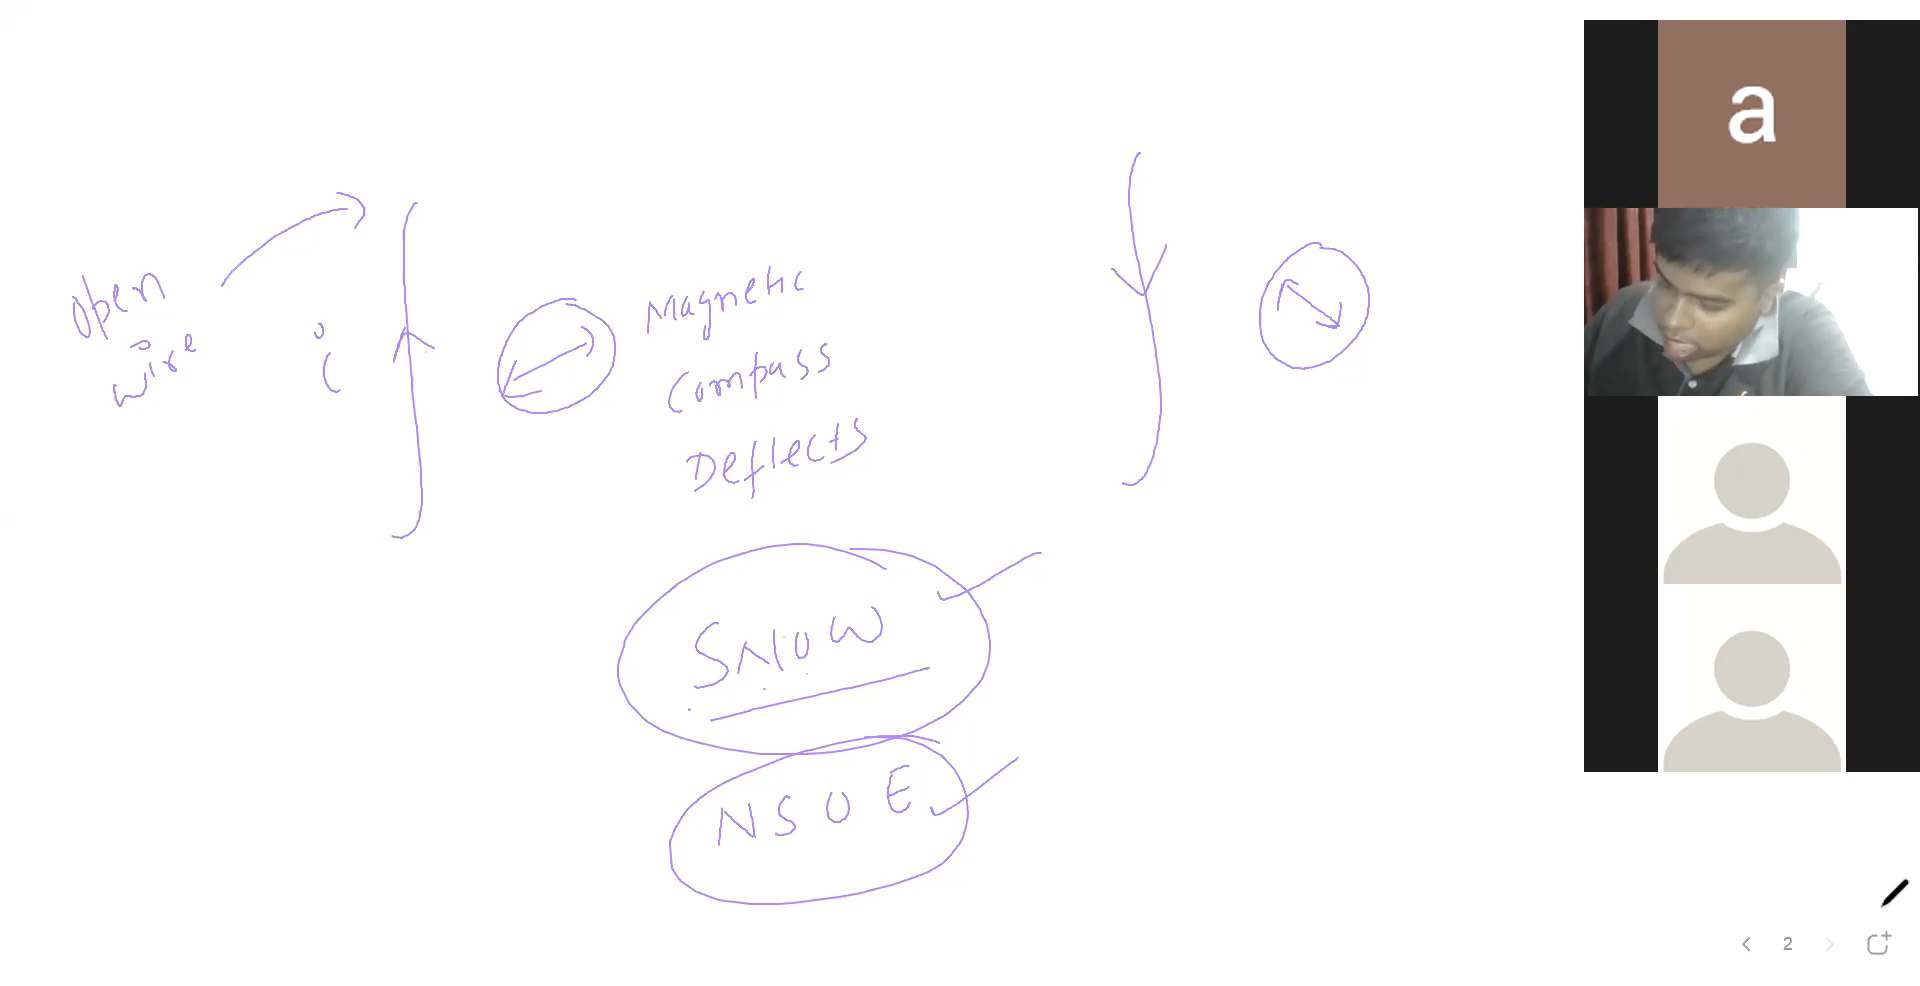 a
Open
wire
i
Magnetic
Compass
Deflects
SNOW
NSOE
2